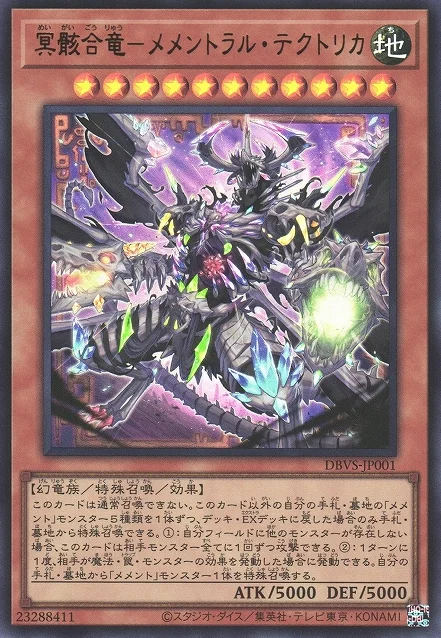 冥骸合竜－メメントラル・テクトリカ
地
DBVS-JP001
【幻竜族／特殊召喚／効果】
このカードは通常召喚できない。このカード以外の自分の手札・墓地の「メメント」モンスター５種類を１体ずつ、デッキ・EXデッキに戻した場合のみ手札・
墓地から特殊召喚できる。①：自分フィールドに他のモンスターが存在しない
場合、このカードは相手モンスター全てに１回ずつ攻撃できる。②：１ターンに
１度、相手が魔法・罠・モンスターの効果を発動した場合に発動できる。自分の
手札・墓地から「メメント」モンスター１体を特殊召喚する。
ATK/5000 DEF/5000
23288411
©スタジオ・ダイス／集英社・テレビ東京・KONAMI